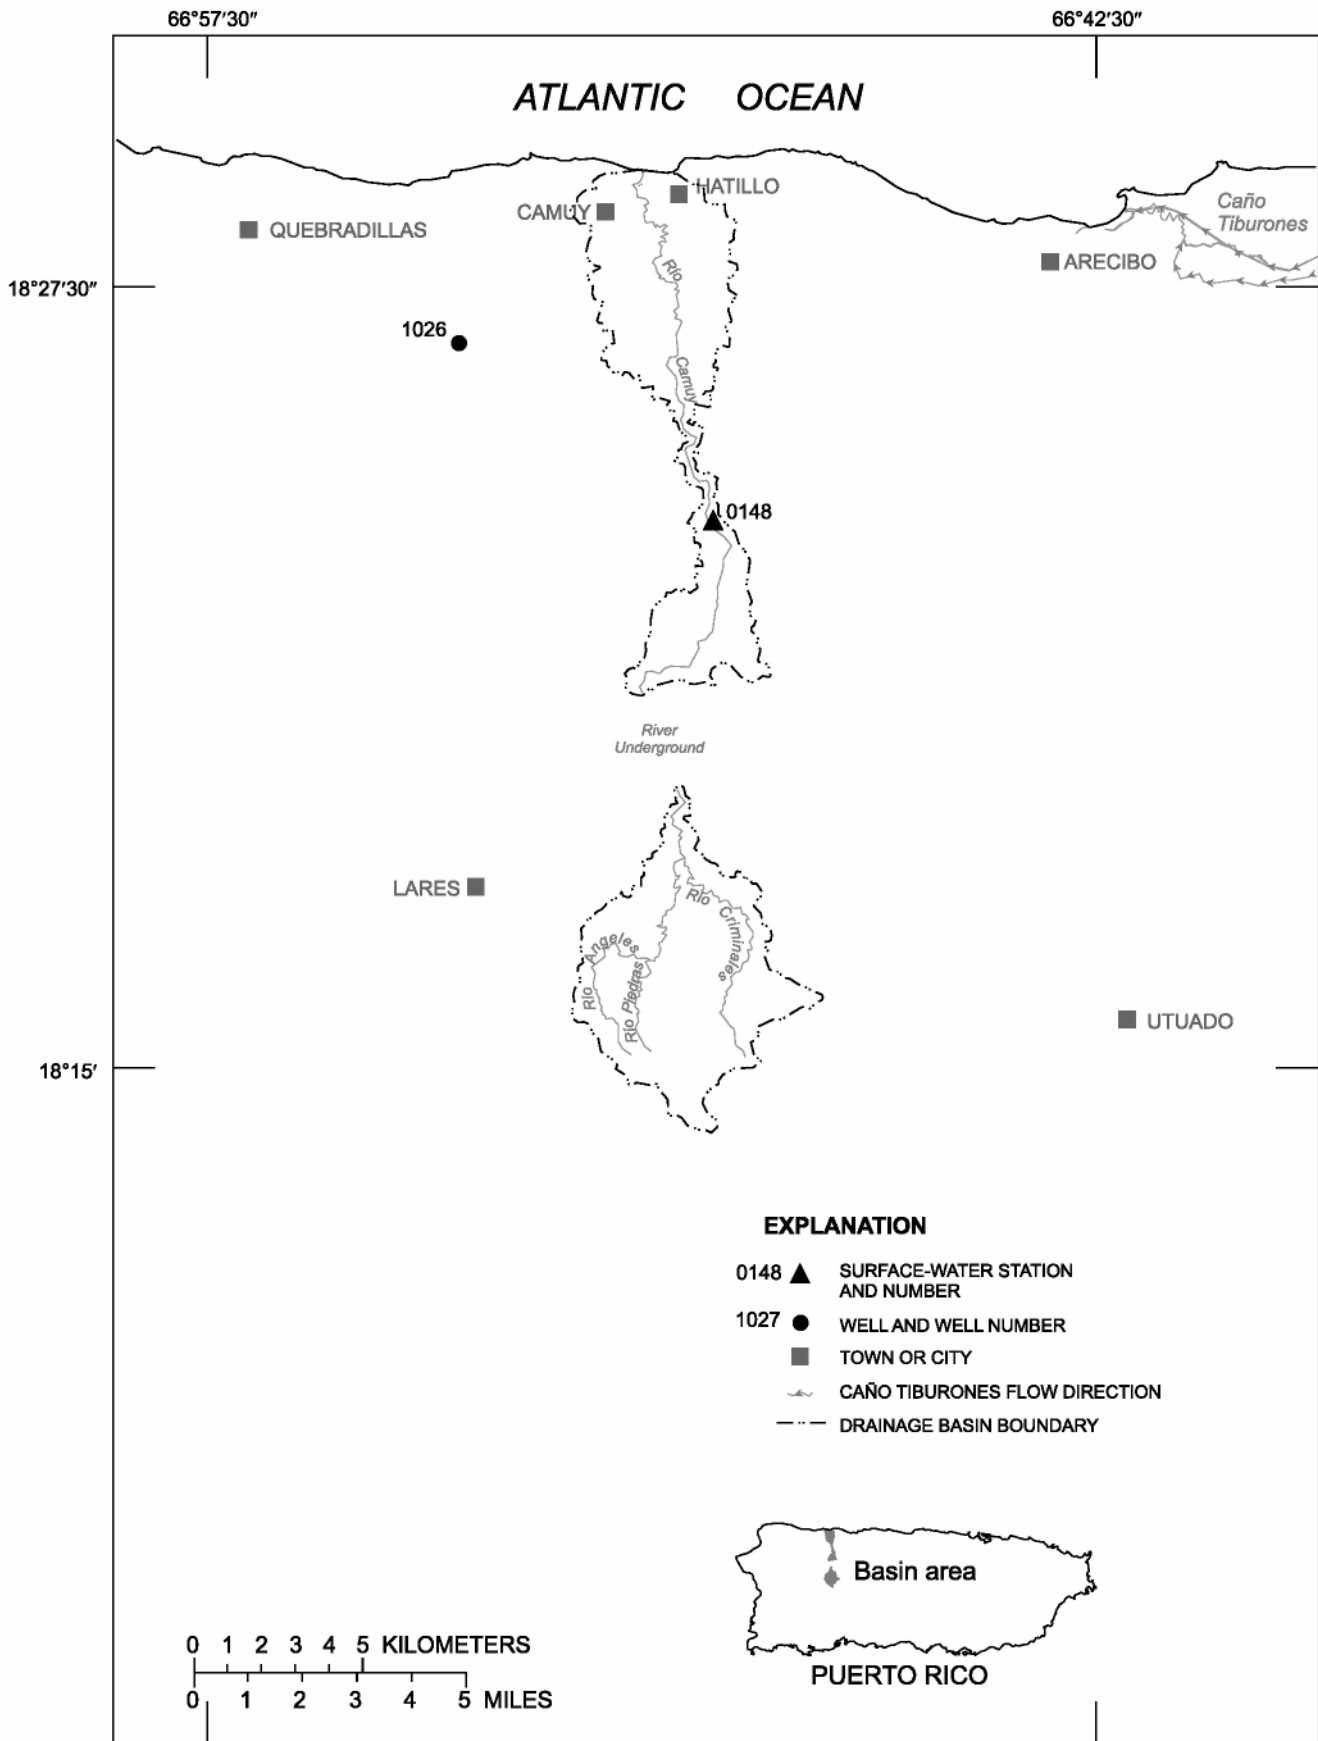 66°57'30"
66°42'30"
ATLANTIC OCEAN
HATILLO
CAMUY
QUEBRADILLAS
Caño
Tiburones
ARECIBO
18°27'30"
Río
1026
Camuy
0148
River
Underground
LARES
Río Criminales
Río Angeles
Río Piedras
UTUADO
18°15'
EXPLANATION
0148 SURFACE-WATER STATION
AND NUMBER
1027 WELL AND WELL NUMBER
TOWN OR CITY
CAÑO TIBURONES FLOW DIRECTION
DRAINAGE BASIN BOUNDARY
Basin area
PUERTO RICO
0 1 2 3 4 5 KILOMETERS
0 1 2 3 4 5 MILES